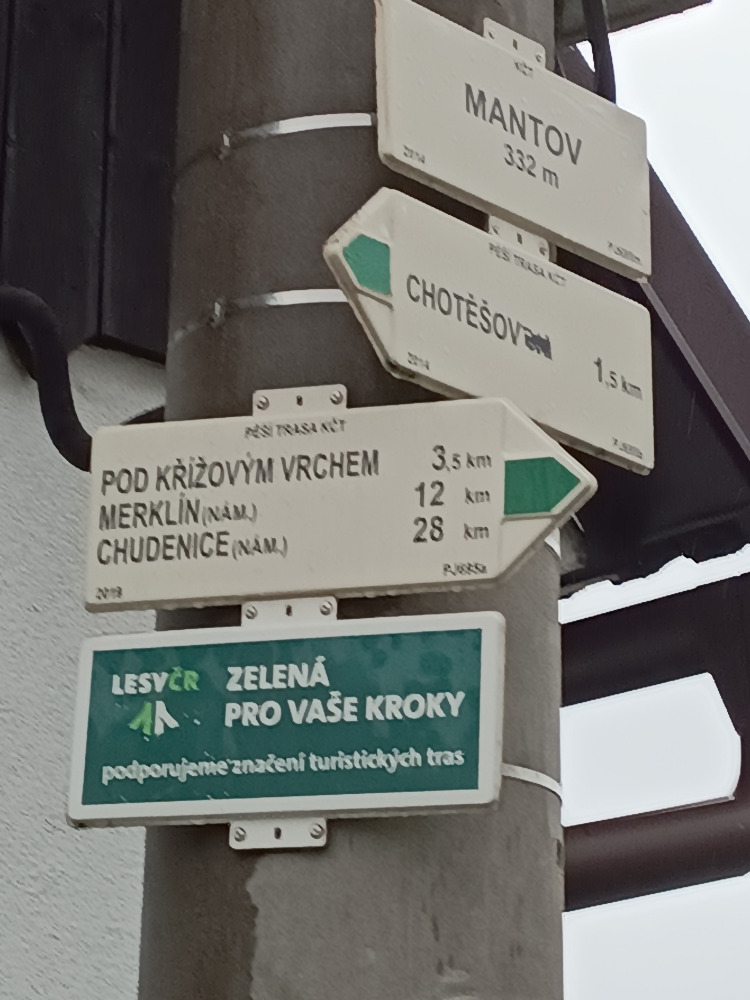 KČT
MANTOV
332 m
2014
PĚŠÍ TRASA KČT
CHOTĚŠOV
1,5 km
2014
PĚŠÍ TRASA KČT
POD KŘÍŽOVÝM VRCHEM 3,5 km
MERKLÍN (NÁM.) 12 km
CHUDENICE (NÁM.) 28 km
2019 PJ685a
LESY ČR
ZELENÁ
PRO VAŠE KROKY
podporujeme značení turistických tras